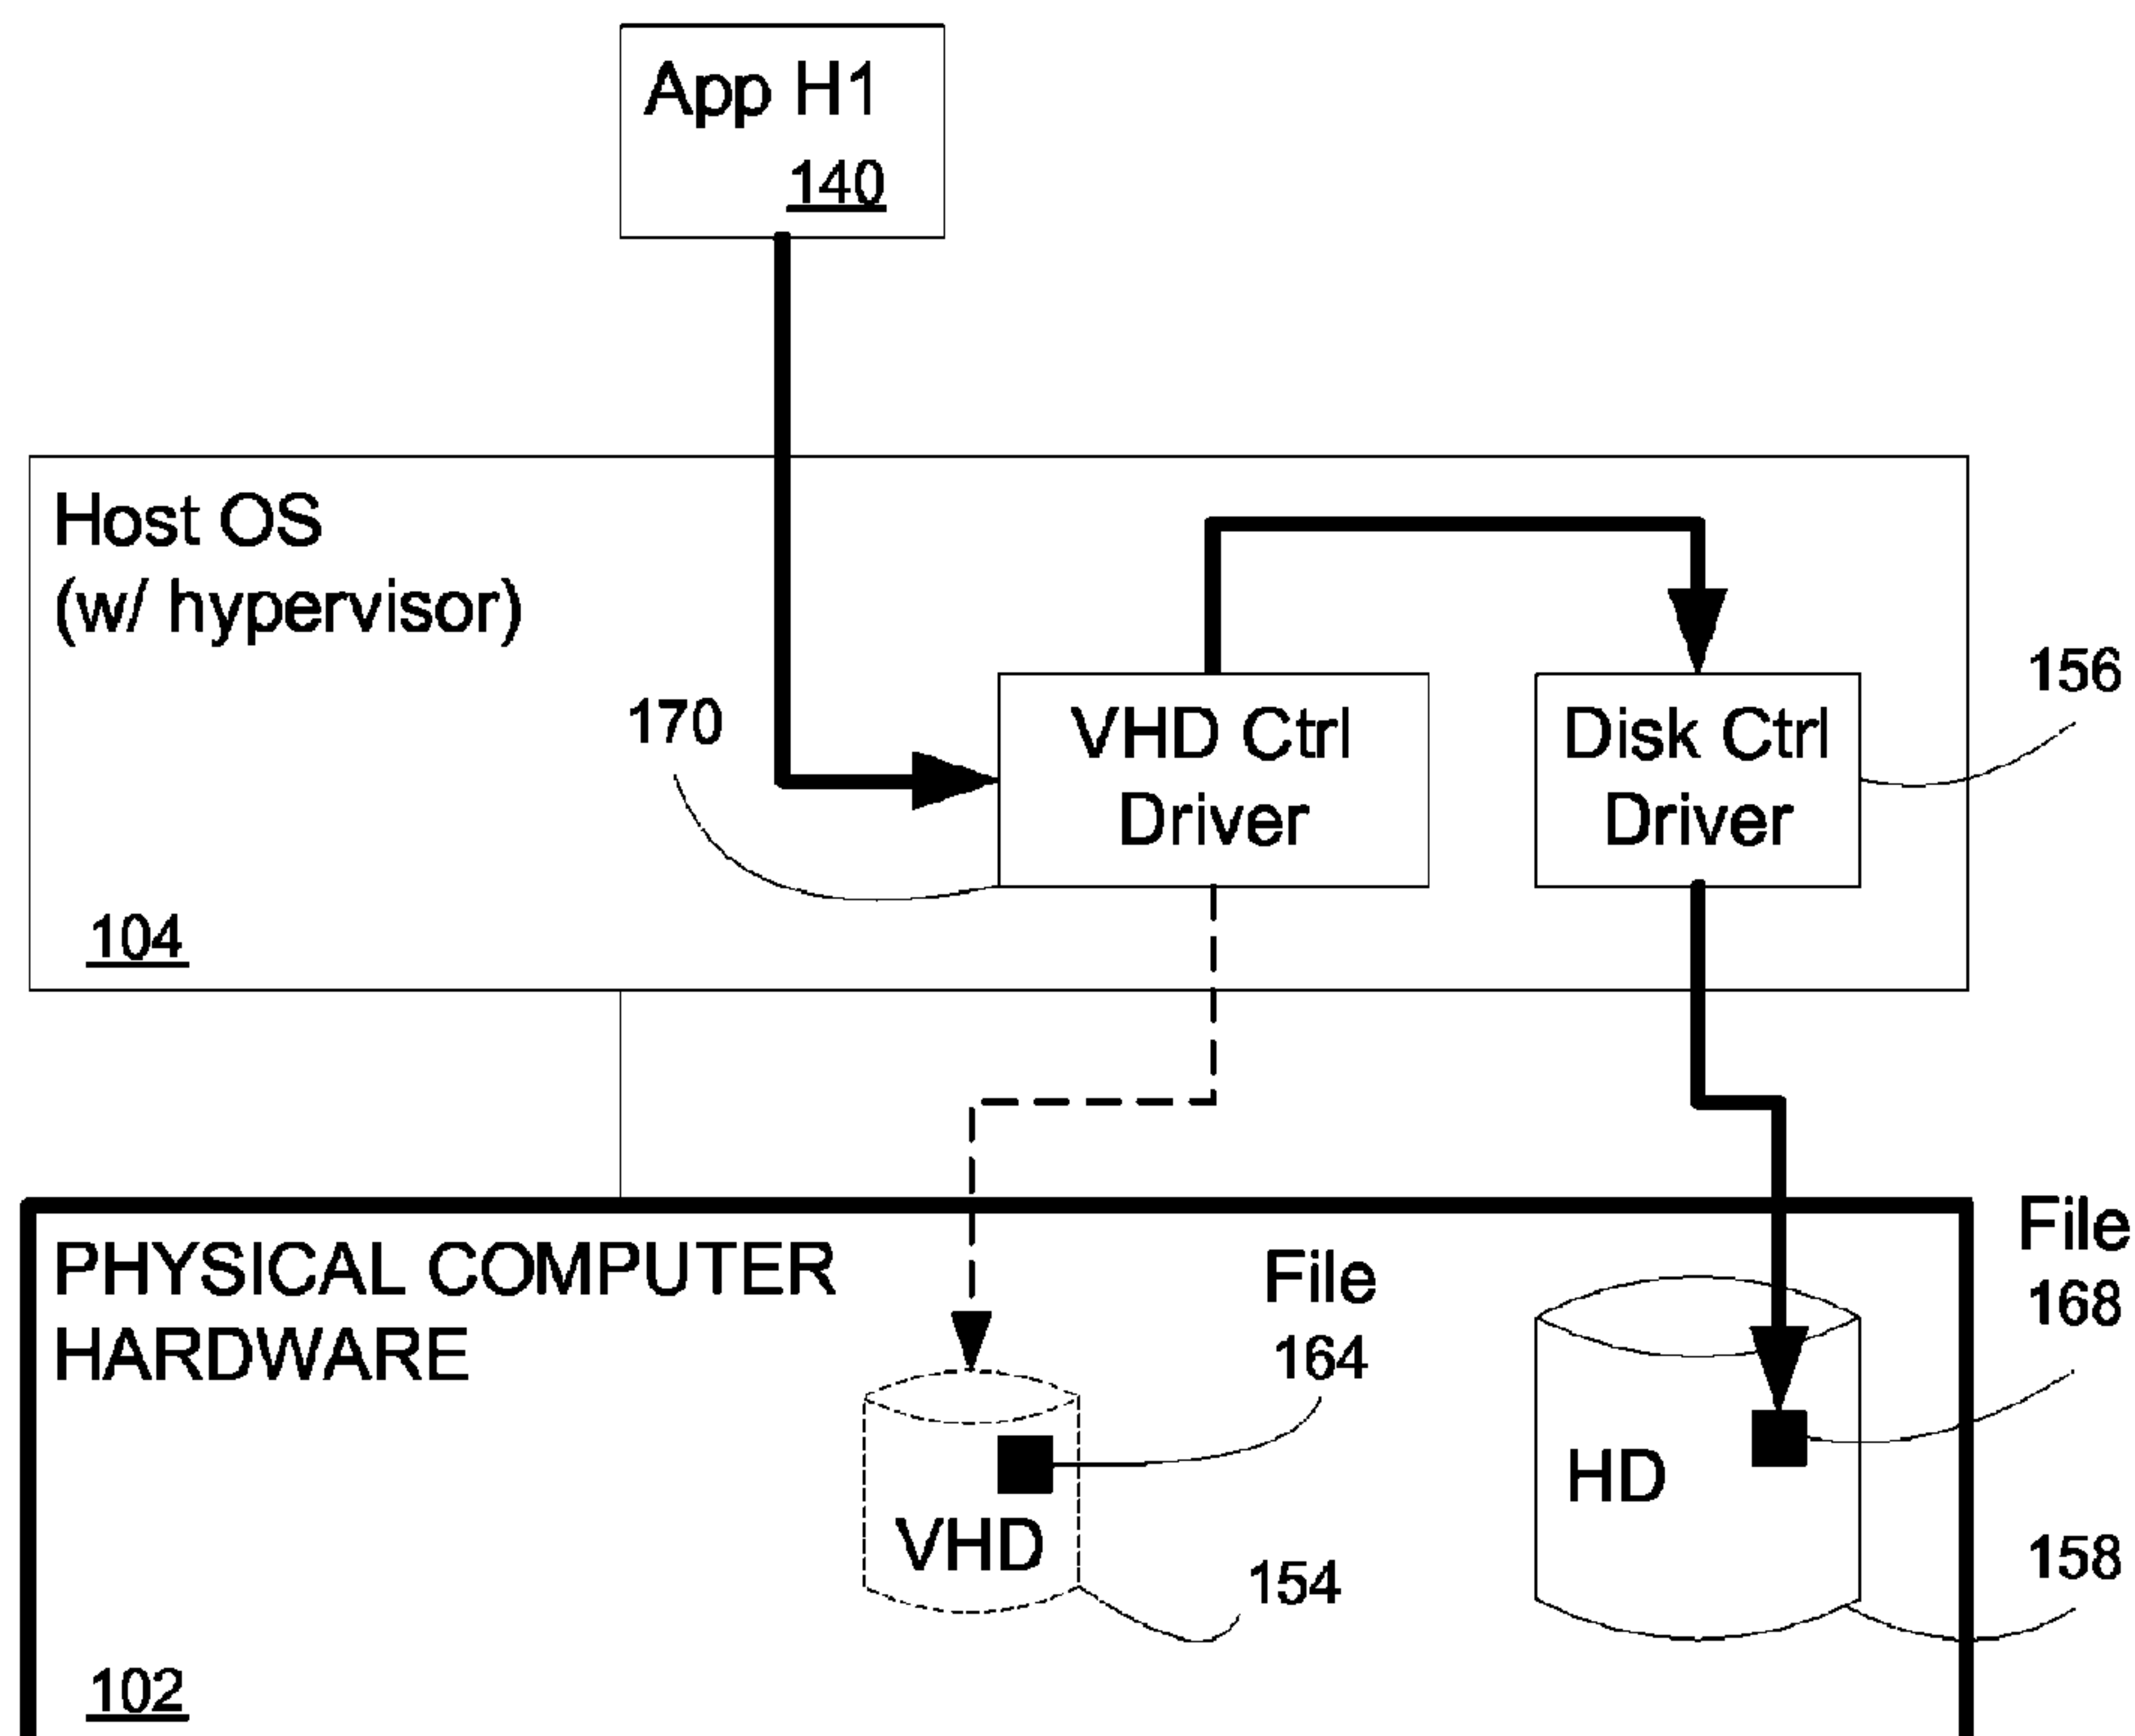 App H1
140
Host OS
(w/ hypervisor)
156
170
VHD Ctrl
Driver
Disk Ctrl
Driver
104
PHYSICAL COMPUTER
HARDWARE
File
164
File
168
HD
VHD
154
158
102